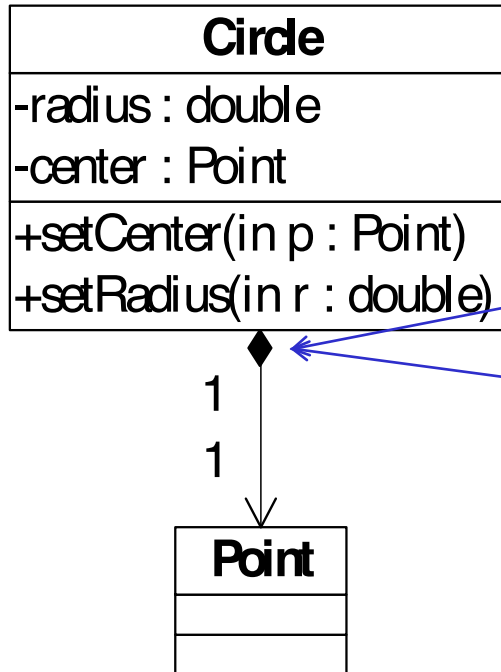 Circle
-radius : double
-center : Point
+setCenter(in p : Point)
+setRadius(in r : double)
1
1
Point